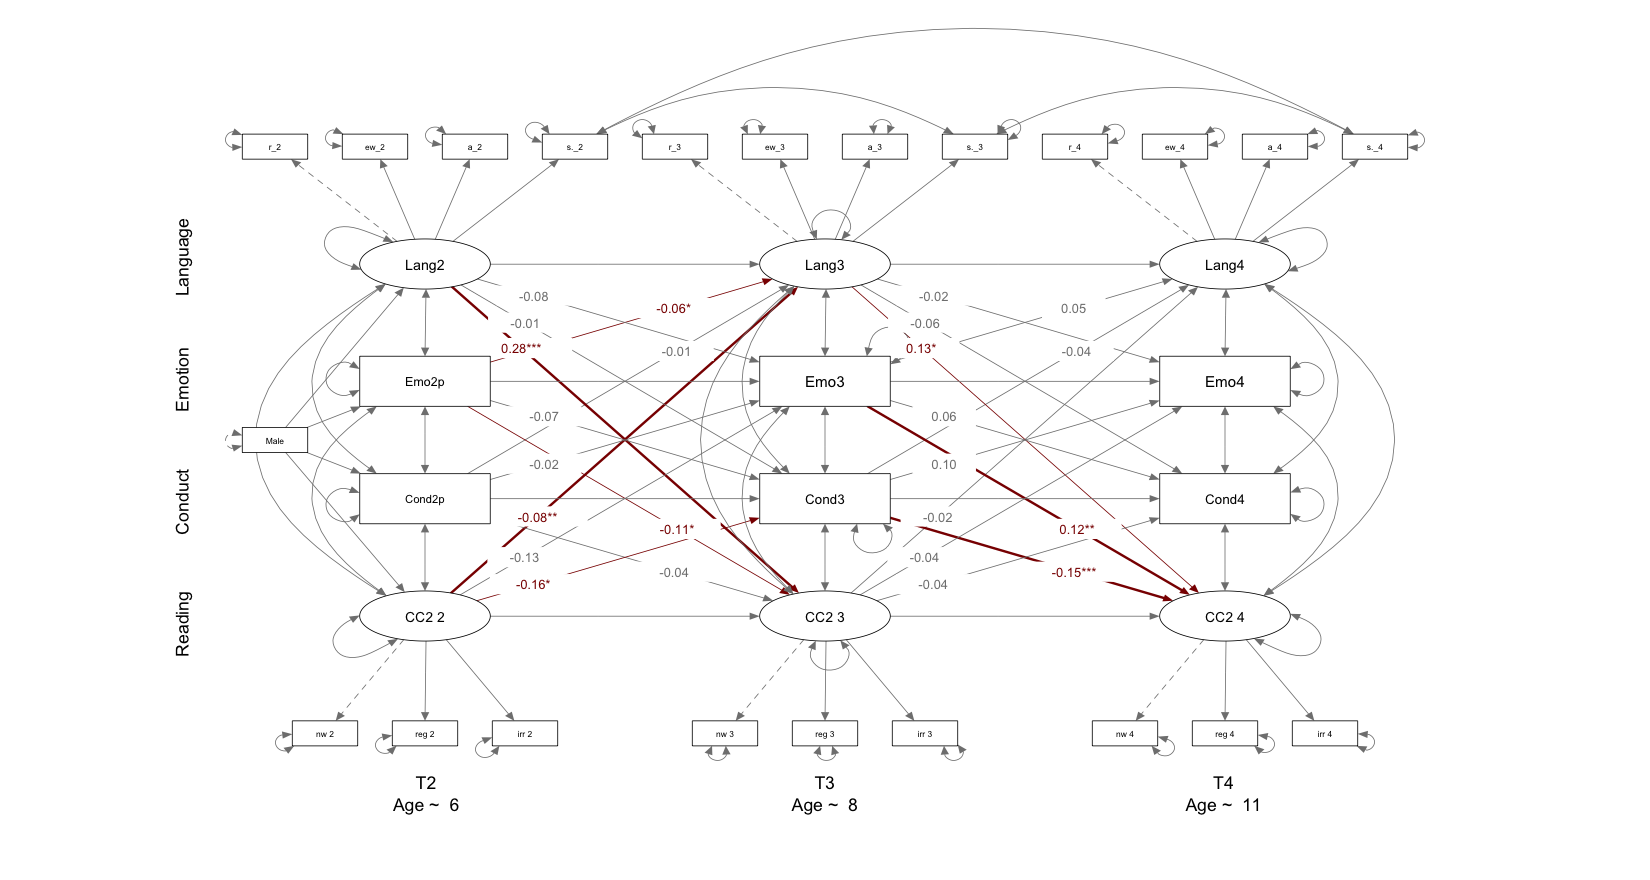 r_2
ew_2
a_2
s._2
r_3
ew_3
a_3
s._3
r_4
ew_4
a_4
s._4
Language
Lang2
Lang3
Lang4
-0.08
-0.02
-0.06*
0.05
-0.01
-0.06
0.28***
-0.01
0.13*
-0.04
Emotion
Emo2p
Emo3
Emo4
-0.07
0.06
Male
-0.02
0.10
Conduct
Cond2p
Cond3
Cond4
-0.08**
-0.11*
-0.02
0.12**
-0.13
-0.04
-0.16*
-0.04
-0.04
-0.15***
Reading
CC2 2
CC2 3
CC2 4
nw 2
reg 2
irr 2
nw 3
reg 3
irr 3
nw 4
reg 4
irr 4
T2
T3
T4
Age ~ 6
Age ~ 8
Age ~ 11